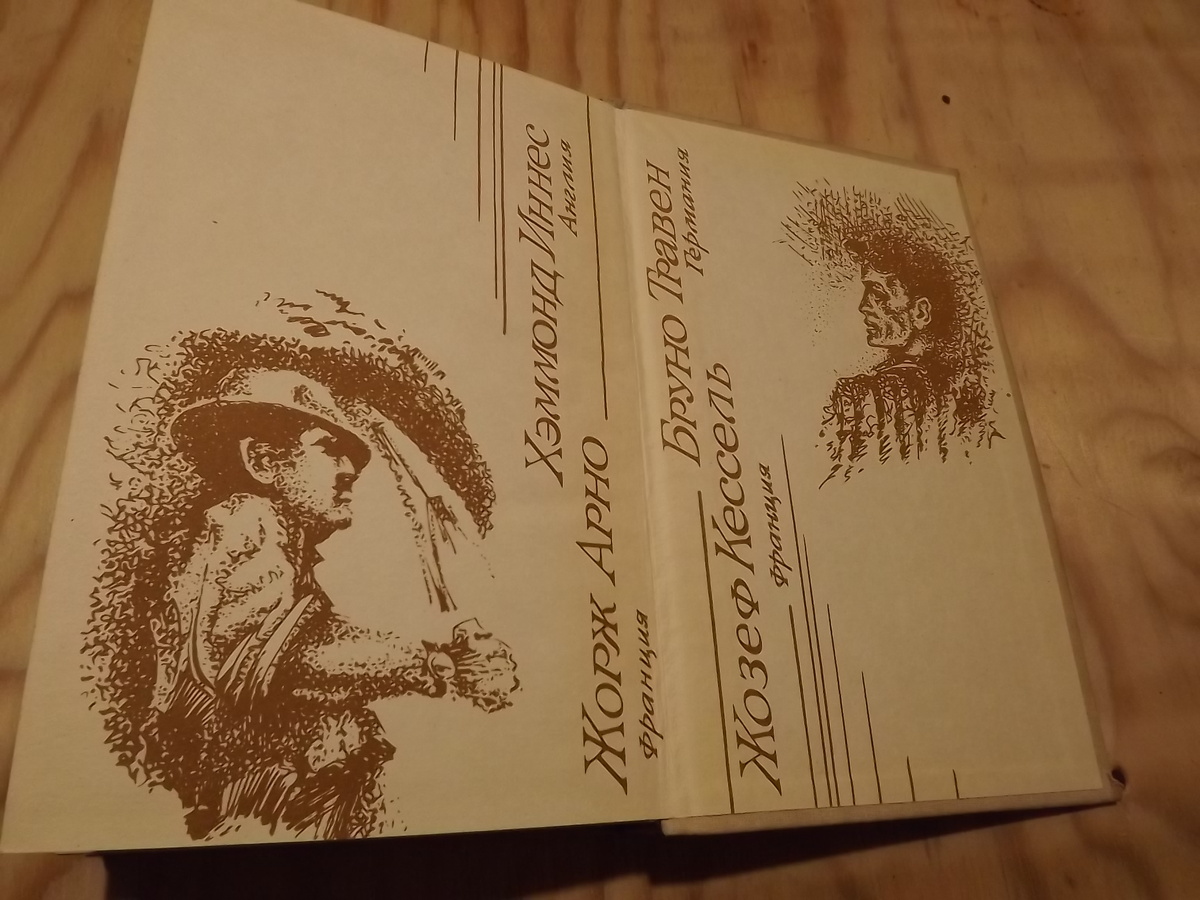 Жорж Арно
Франция
Хэммонд Иннес
Англия
Жозеф Кессель
Франция
Бруно Травен
Германия